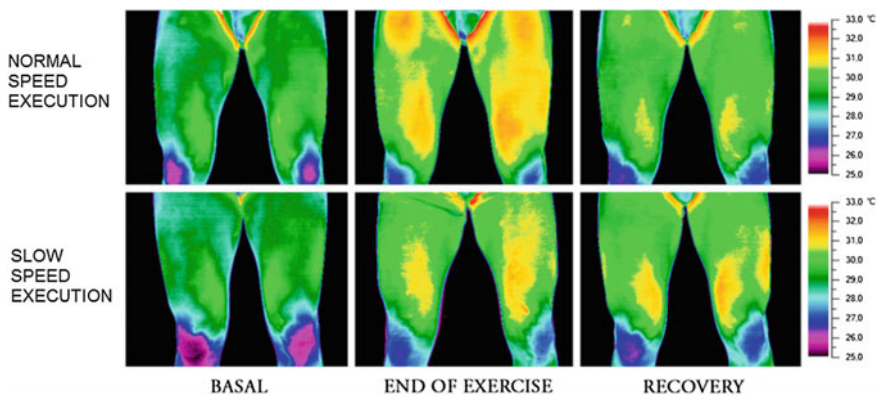 NORMAL
SPEED
EXECUTION
33.0 °C
32.0
31.0
30.0
29.0
28.0
27.0
26.0
25.0
SLOW
SPEED
EXECUTION
33.0 °C
32.0
31.0
30.0
29.0
28.0
27.0
26.0
25.0
BASAL END OF EXERCISE RECOVERY